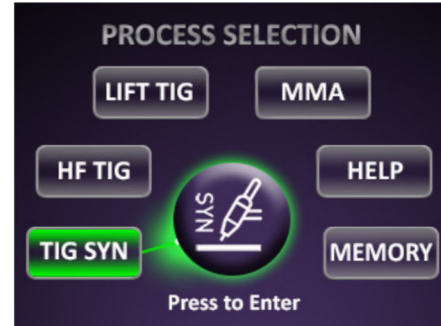 PROCESS SELECTION
LIFT TIG
MMA
HF TIG
HELP
TIG SYN
SYN
MEMORY
Press to Enter